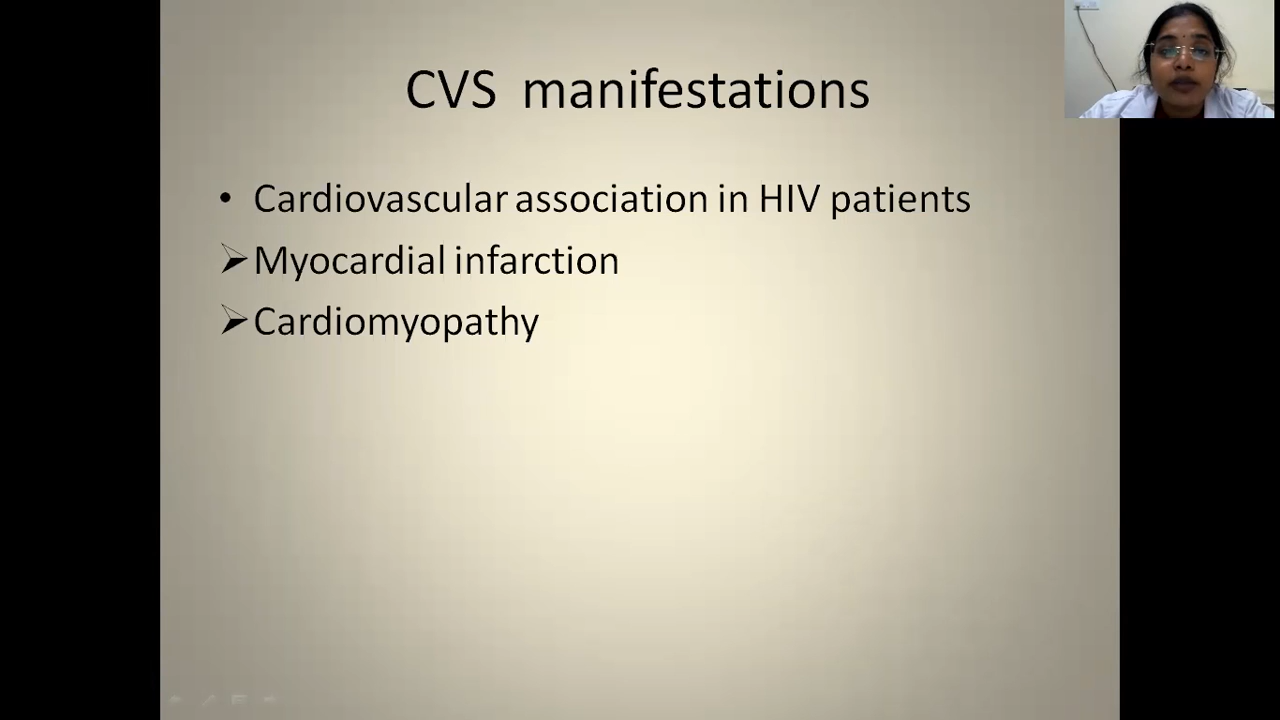 CVS manifestations
• Cardiovascular association in HIV patients
➢ Myocardial infarction
➢ Cardiomyopathy